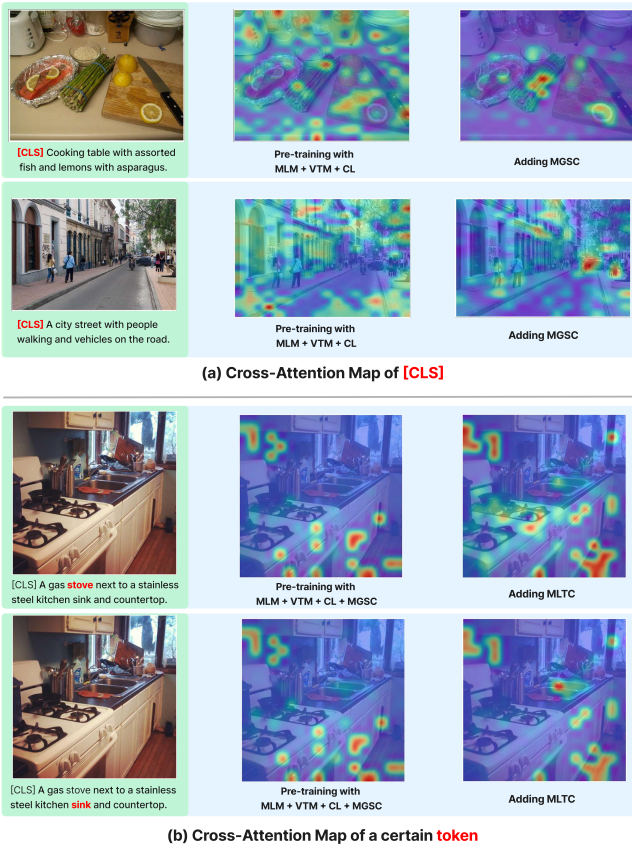 [CLS] Cooking table with assorted
fish and lemons with asparagus.
Pre-training with
MLM + VTM + CL
Adding MGSC
[CLS] A city street with people
walking and vehicles on the road.
Pre-training with
MLM + VTM + CL
Adding MGSC
(a) Cross-Attention Map of [CLS]
[CLS] A gas stove next to a stainless
steel kitchen sink and countertop.
Pre-training with
MLM + VTM + CL + MGSC
Adding MLTC
[CLS] A gas stove next to a stainless
steel kitchen sink and countertop.
Pre-training with
MLM + VTM + CL + MGSC
Adding MLTC
(b) Cross-Attention Map of a certain token